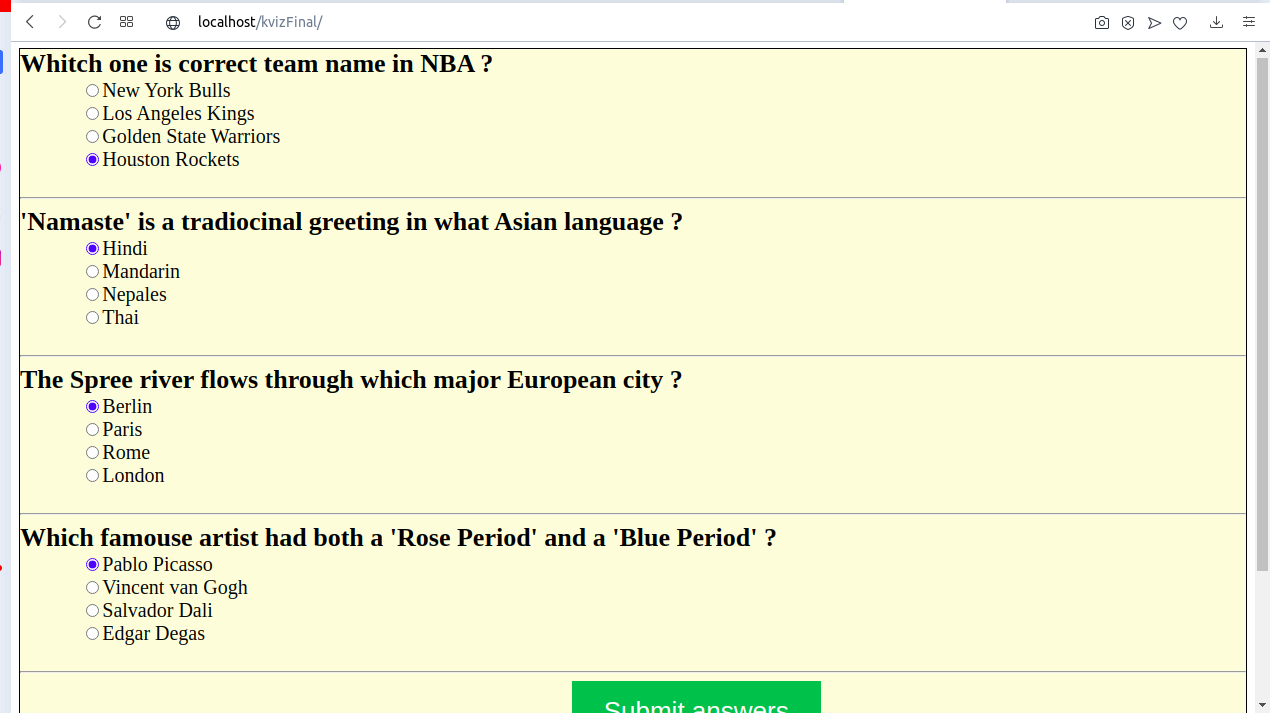 localhost/kvizFinal/
Whitch one is correct team name in NBA ?
New York Bulls
Los Angeles Kings
Golden State Warriors
Houston Rockets
'Namaste' is a tradiocinal greeting in what Asian language ?
Hindi
Mandarin
Nepales
Thai
The Spree river flows through which major European city ?
Berlin
Paris
Rome
London
Which famouse artist had both a 'Rose Period' and a 'Blue Period' ?
Pablo Picasso
Vincent van Gogh
Salvador Dali
Edgar Degas
Submit answers